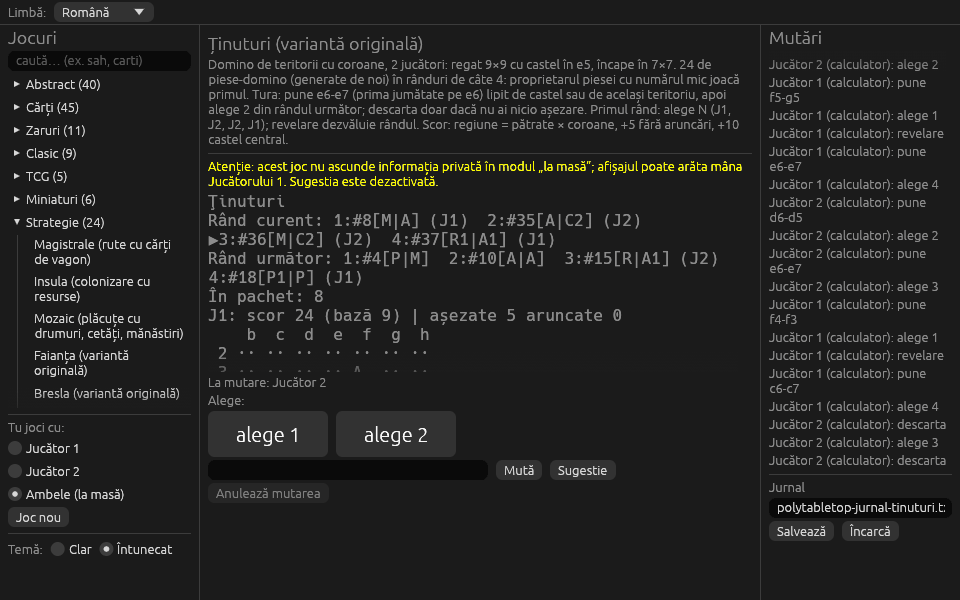 Limbă: Română
Jocuri
caută... (ex. sah, carti)
▸ Abstract (40)
▸ Cărți (45)
▸ Zaruri (11)
▸ Clasic (9)
▸ TCG (5)
▸ Miniaturi (6)
▾ Strategie (24)
Magistrale (rute cu cărți
de vagon)
Insula (colonizare cu
resurse)
Mozaic (plăcuțe cu
drumuri, cetăți, mănăstiri)
Faianța (variantă
originală)
Bresla (variantă originală)
Tu joci cu:
Jucător 1
Jucător 2
Ambele (la masă)
Joc nou
Temă: Clar Întunecat
Ținuturi (variantă originală)
Domino de teritorii cu coroane, 2 jucători: regat 9×9 cu castel în e5, încape în 7×7. 24 de
piese-domino (generate de noi) în rânduri de câte 4: proprietarul piesei cu numărul mic joacă
primul. Tura: pune e6-e7 (prima jumătate pe e6) lipit de castel sau de același teritoriu, apoi
alege 2 din rândul următor; descarta doar dacă nu ai nicio așezare. Primul rând: alege N (J1,
J2, J2, J1); revelare dezvăluie rândul. Scor: regiune = pătrate × coroane, +5 fără aruncări, +10
castel central.
Atenție: acest joc nu ascunde informația privată în modul „la masă”; afișajul poate arăta mâna
Jucătorului 1. Sugestia este dezactivată.
Ținuturi
Rând curent: 1:#8[M|A] (J1) 2:#35[A|C2] (J2)
▶3:#36[M|C2] (J2) 4:#37[R1|A1] (J1)
Rând următor: 1:#4[P|M] 2:#10[A|A] 3:#15[R|A1] (J2)
4:#18[P1|P] (J1)
În pachet: 8
J1: scor 24 (bază 9) | așezate 5 aruncate 0
b c d e f g h
2 ·· ·· ·· ·· ·· ·· ··
3 ·· ·· ·· ·· A ·· ··
La mutare: Jucător 2
Alege:
alege 1 alege 2
Mută Sugestie
Anulează mutarea
Mutări
Jucător 2 (calculator): alege 2
Jucător 1 (calculator): pune
f5-g5
Jucător 1 (calculator): alege 1
Jucător 1 (calculator): revelare
Jucător 1 (calculator): pune
e6-e7
Jucător 1 (calculator): alege 4
Jucător 2 (calculator): pune
d6-d5
Jucător 2 (calculator): alege 2
Jucător 2 (calculator): pune
e6-e7
Jucător 2 (calculator): alege 3
Jucător 1 (calculator): pune
f4-f3
Jucător 1 (calculator): alege 1
Jucător 1 (calculator): revelare
Jucător 1 (calculator): pune
c6-c7
Jucător 1 (calculator): alege 4
Jucător 2 (calculator): descarta
Jucător 2 (calculator): alege 3
Jucător 2 (calculator): descarta
Jurnal
polytabletop-jurnal-tinuturi.t
Salvează Încarcă